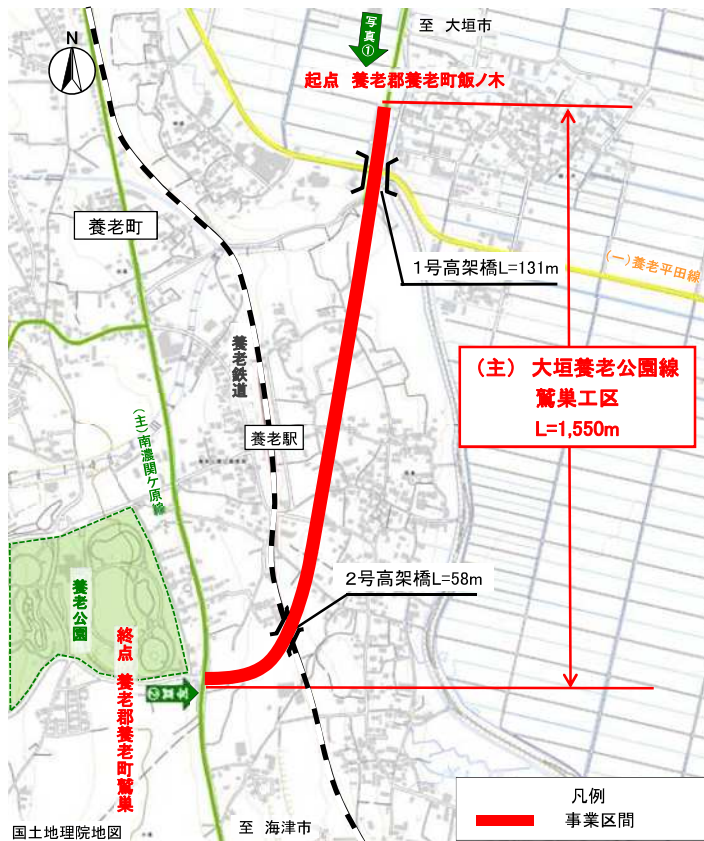 写真①
至 大垣市
N
起点 養老郡養老町飯ノ木
養老町
1号高架橋L=131m
(一)養老平田線
養老鉄道
(主) 大垣養老公園線
鷲巣工区
L=1,550m
養老駅
(主)南濃関ケ原線
2号高架橋L=58m
養老公園
終点 養老郡養老町鷲巣
写真②
凡例
事業区間
国土地理院地図
至 海津市